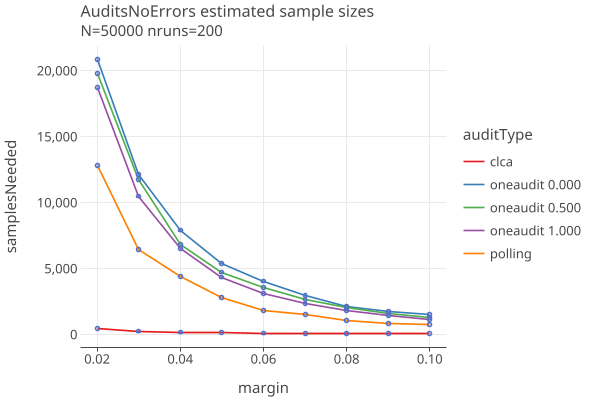 AuditsNoErrors estimated sample sizes
N=50000 nruns=200
samplesNeeded
20,000
15,000
10,000
5,000
0
0.02
0.04
0.06
0.08
0.10
margin
auditType
clca
oneaudit 0.000
oneaudit 0.500
oneaudit 1.000
polling